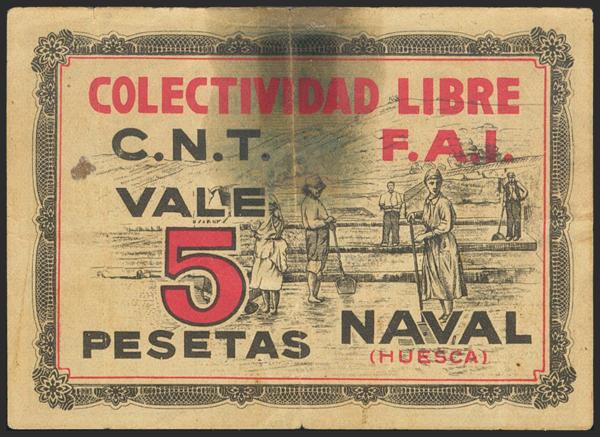 COLECTIVIDAD LIBRE
C.N.T. F.A.I.
VALE
5
PESETAS
NAVAL
(HUESCA)